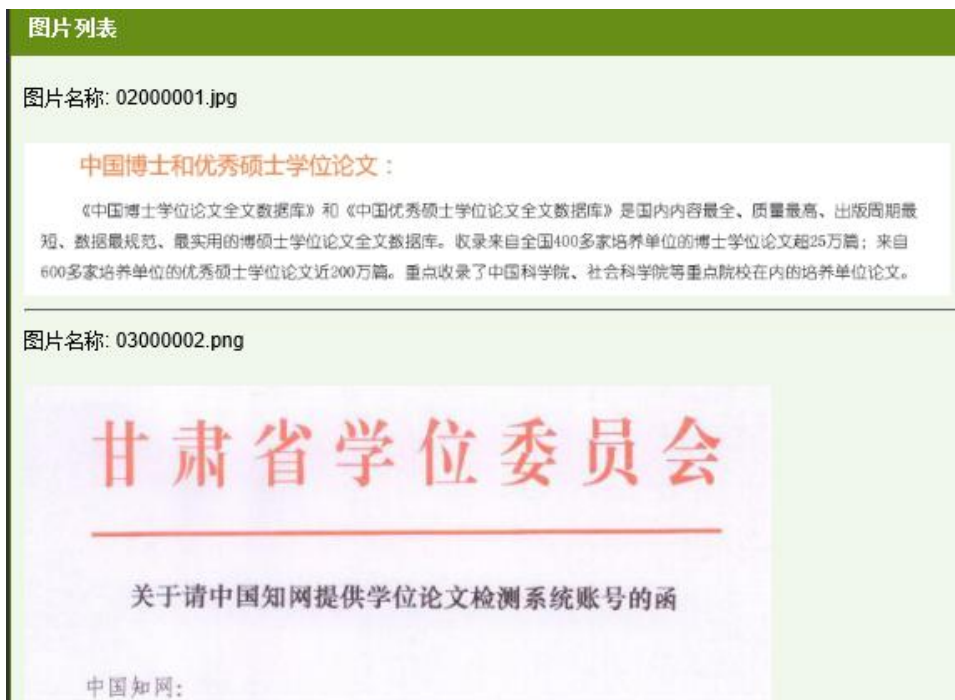 图片列表
图片名称: 02000001.jpg
中国博士和优秀硕士学位论文：
《中国博士学位论文全文数据库》和《中国优秀硕士学位论文全文数据库》是国内内容最全、质量最高、出版周期最
短、数据最规范、最实用的博硕士学位论文全文数据库。收录来自全国400多家培养单位的博士学位论文超25万篇；来自
600多家培养单位的优秀硕士学位论文近200万篇。重点收录了中国科学院、社会科学院等重点院校在内的培养单位论文。
图片名称: 03000002.png
甘肃省学位委员会
关于请中国知网提供学位论文检测系统账号的函
中国知网：